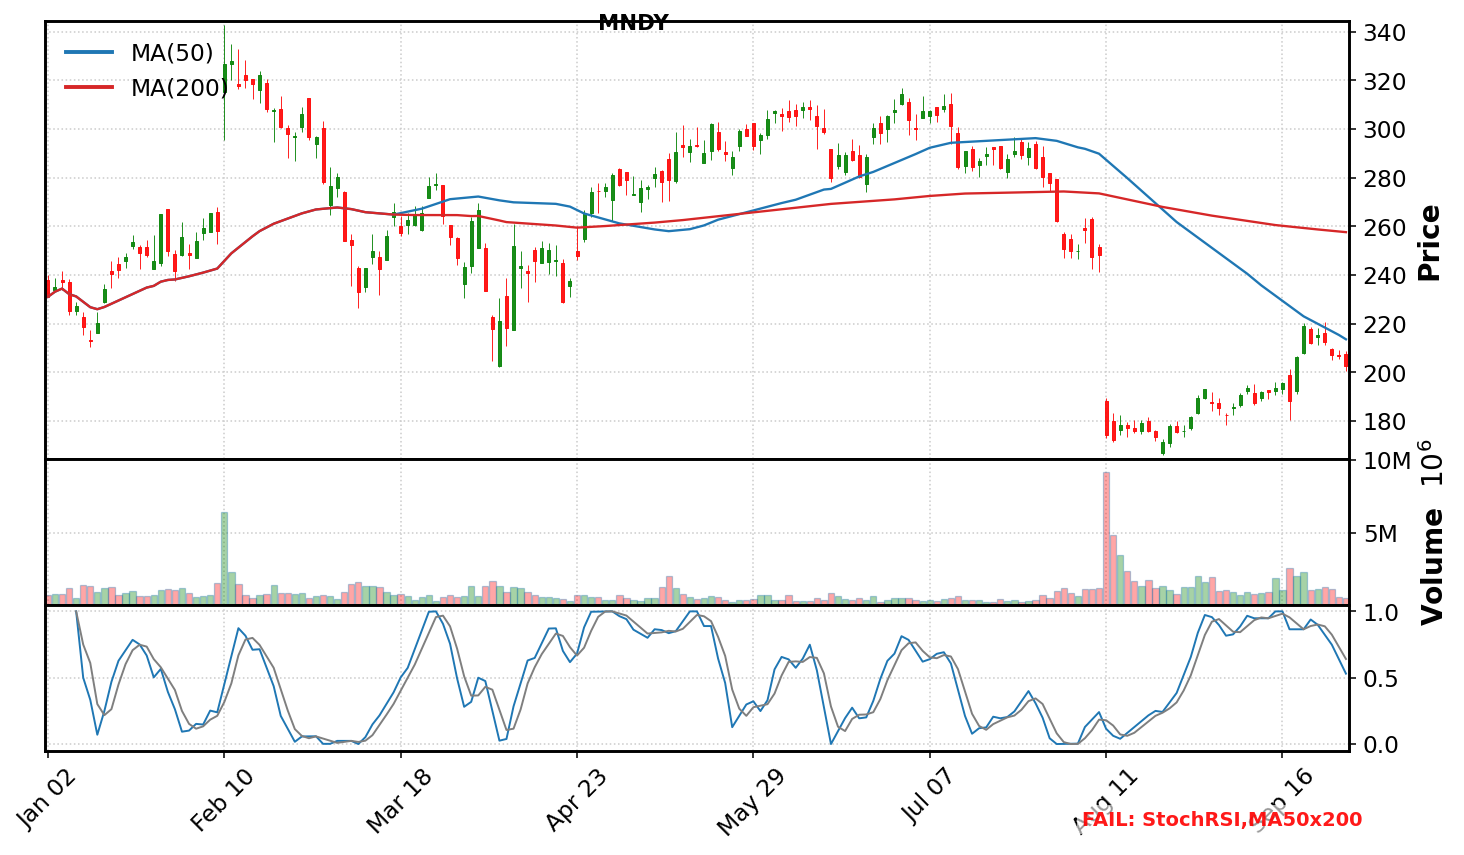 MNDY
MA(50)
MA(200)
340
320
300
280
260
240
220
200
180
Price
10M
5M
Volume 10^6
1.0
0.5
0.0
Jan 02
Feb 10
Mar 18
Apr 23
May 29
Jul 07
Aug 11
Sep 16
FAIL: StochRSI,MA50x200